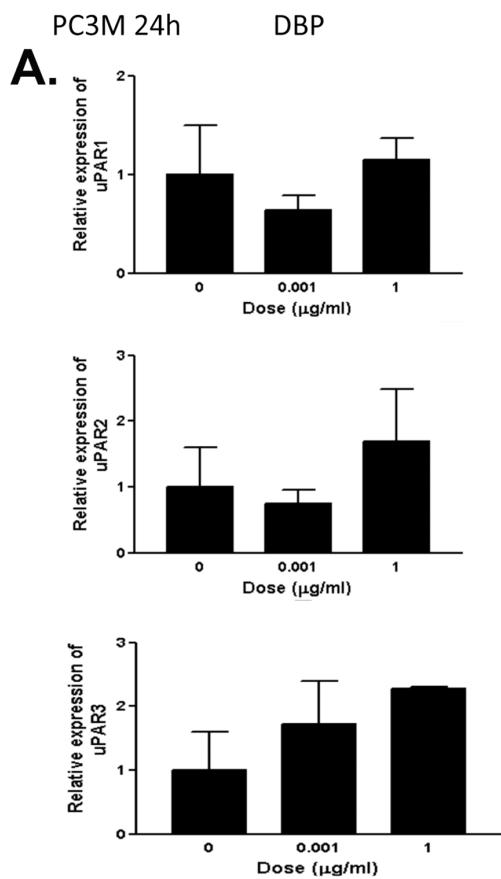 PC3M 24h DBP
A.
Relative expression of
uPAR1
2
1
0
0 0.001 1
Dose (μg/ml)
Relative expression of
uPAR2
3
2
1
0
0 0.001 1
Dose (μg/ml)
Relative expression of
uPAR3
3
2
1
0
0 0.001 1
Dose (μg/ml)